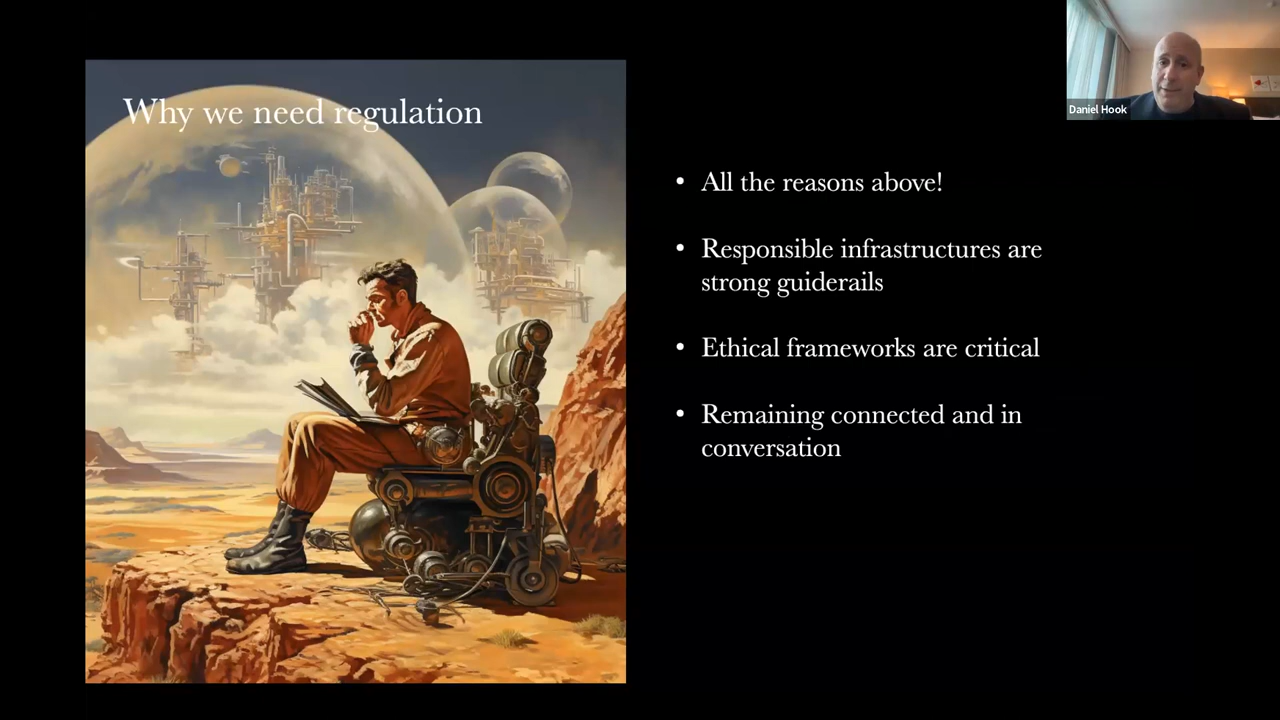 Why we need regulation
Daniel Hook
• All the reasons above!
• Responsible infrastructures are
strong guiderails
• Ethical frameworks are critical
• Remaining connected and in
conversation